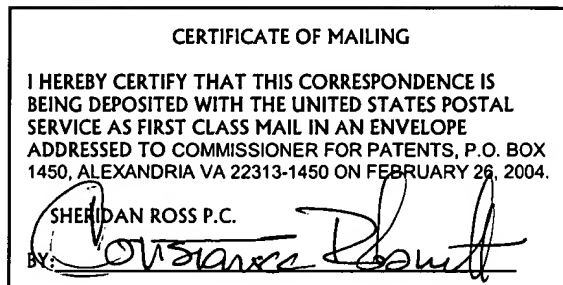 CERTIFICATE OF MAILING
I HEREBY CERTIFY THAT THIS CORRESPONDENCE IS
BEING DEPOSITED WITH THE UNITED STATES POSTAL
SERVICE AS FIRST CLASS MAIL IN AN ENVELOPE
ADDRESSED TO COMMISSIONER FOR PATENTS, P.O. BOX
1450, ALEXANDRIA VA 22313-1450 ON FEBRUARY 26, 2004.
SHERIDAN ROSS P.C.
BY: